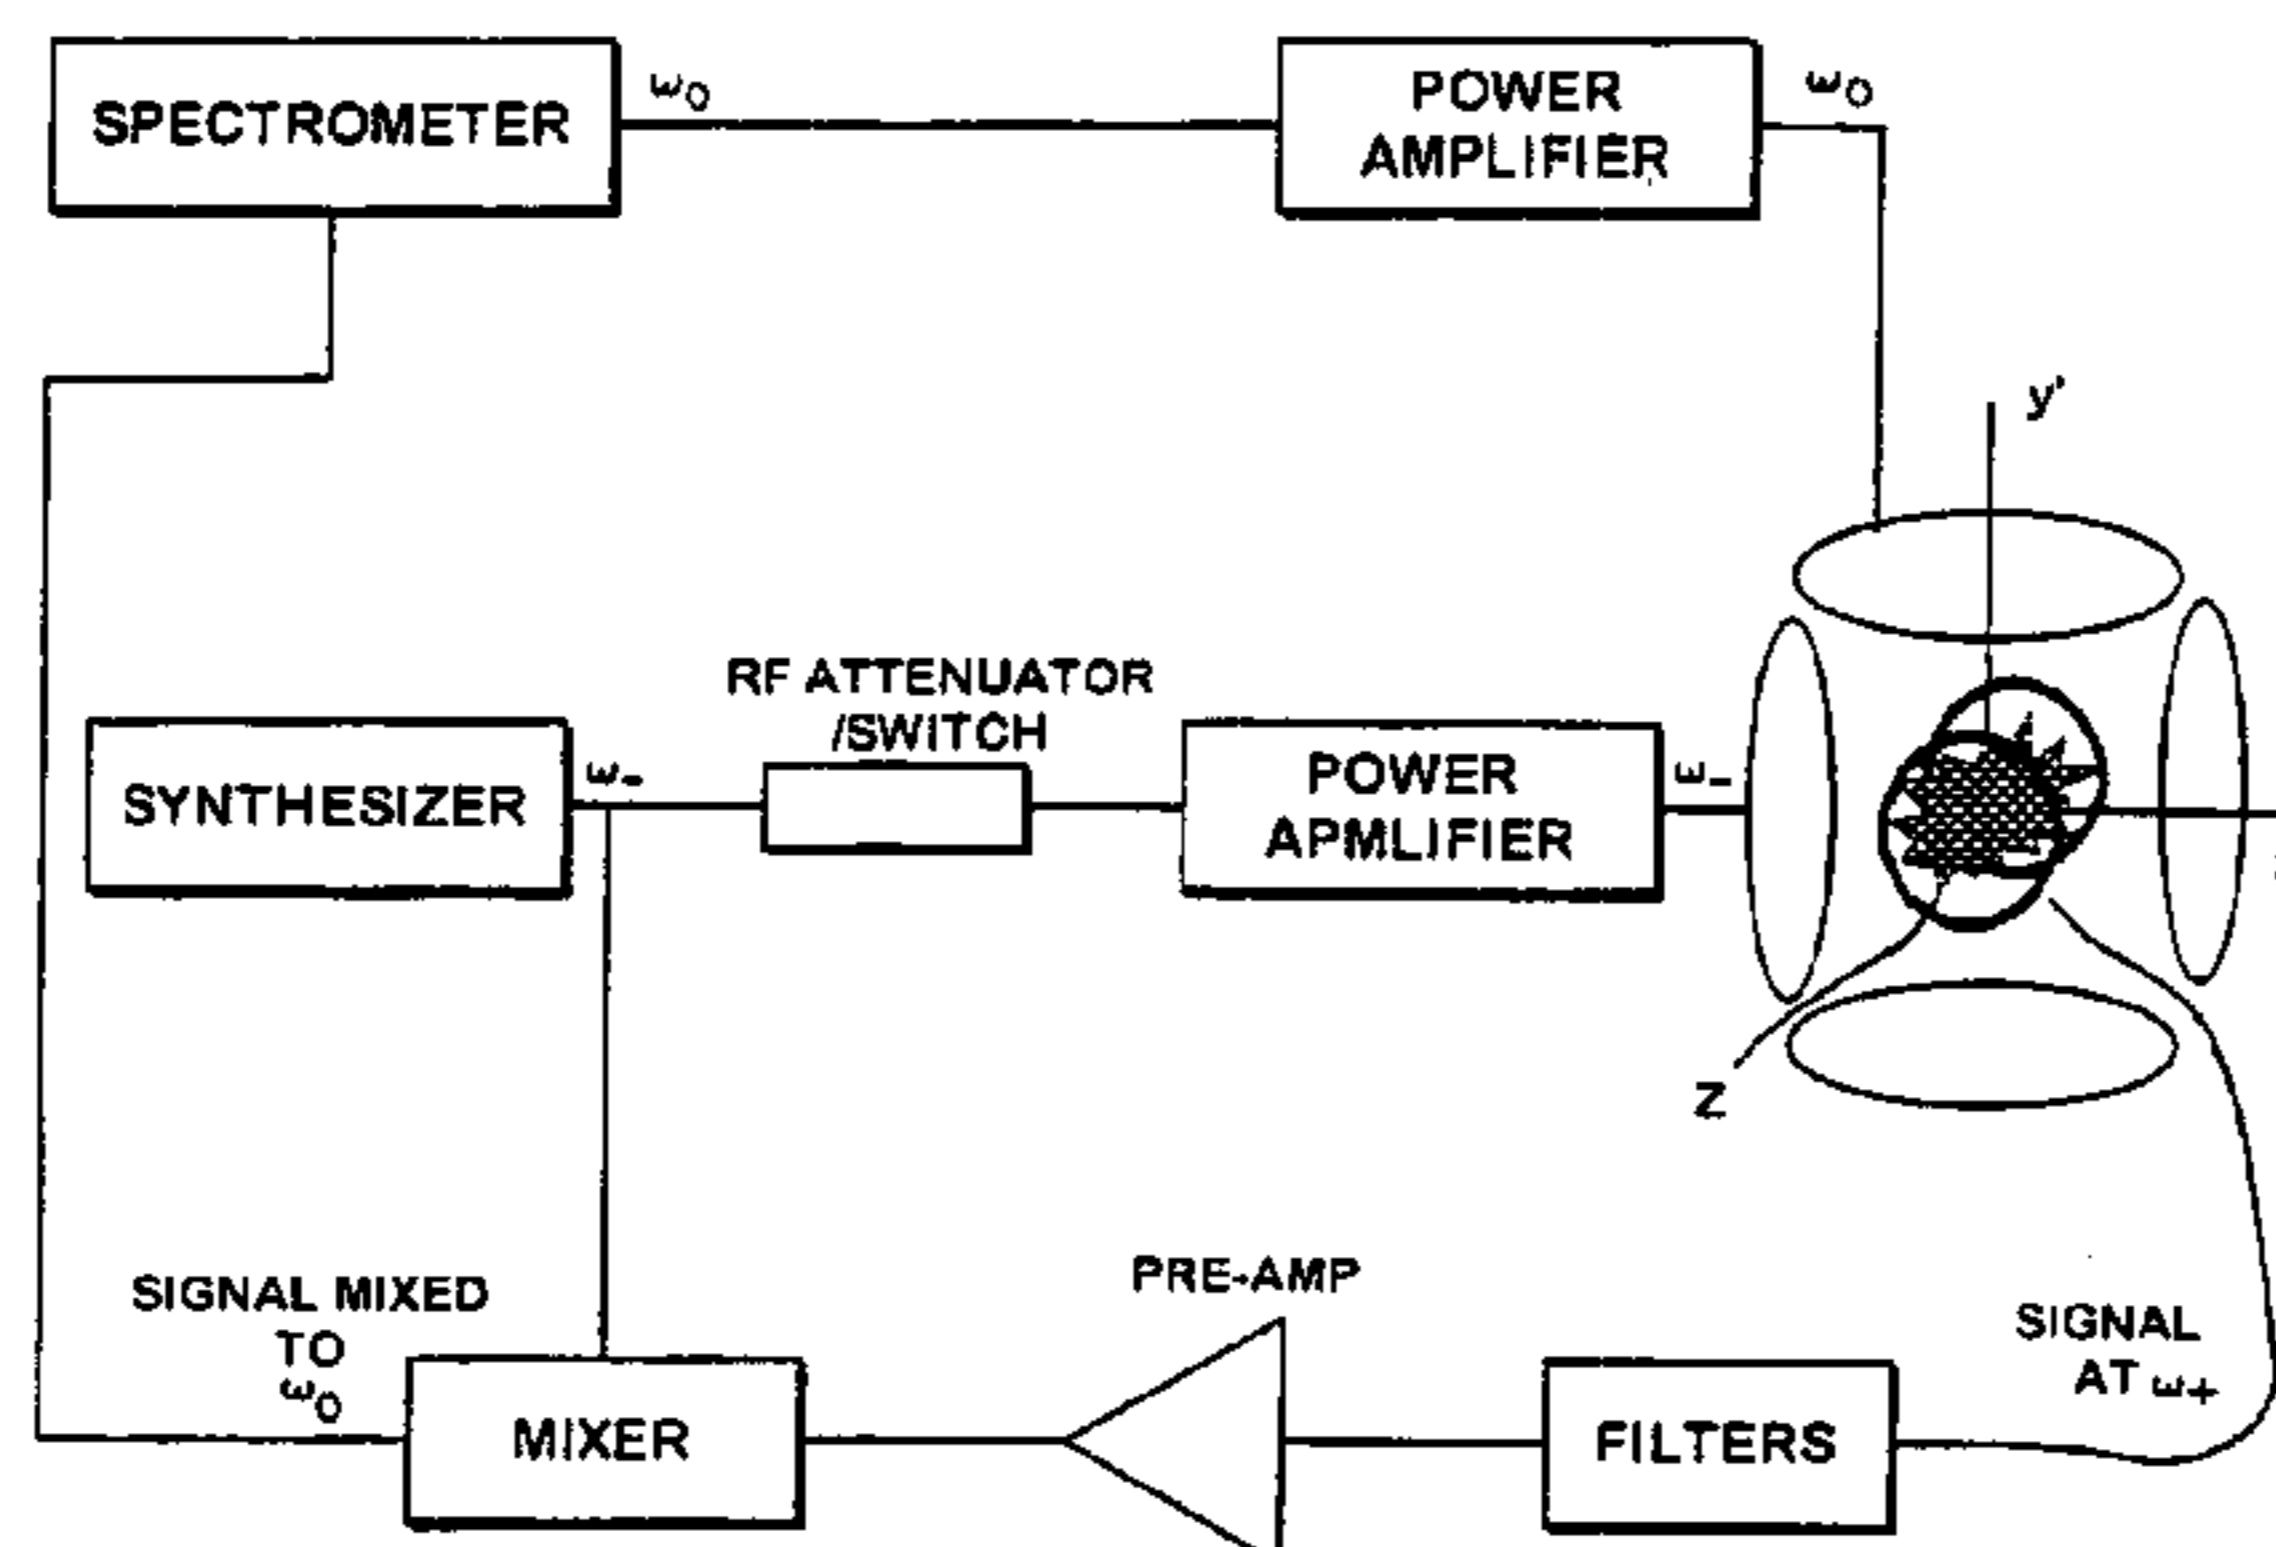 SPECTROMETER
ω₀
POWER
AMPLIFIER
ω₀
y'
RF ATTENUATOR
/SWITCH
SYNTHESIZER
ω₋
POWER
APMLIFIER
ω₋
Z
PRE-AMP
SIGNAL MIXED
TO
ω₀
SIGNAL
AT ω₊
MIXER
FILTERS